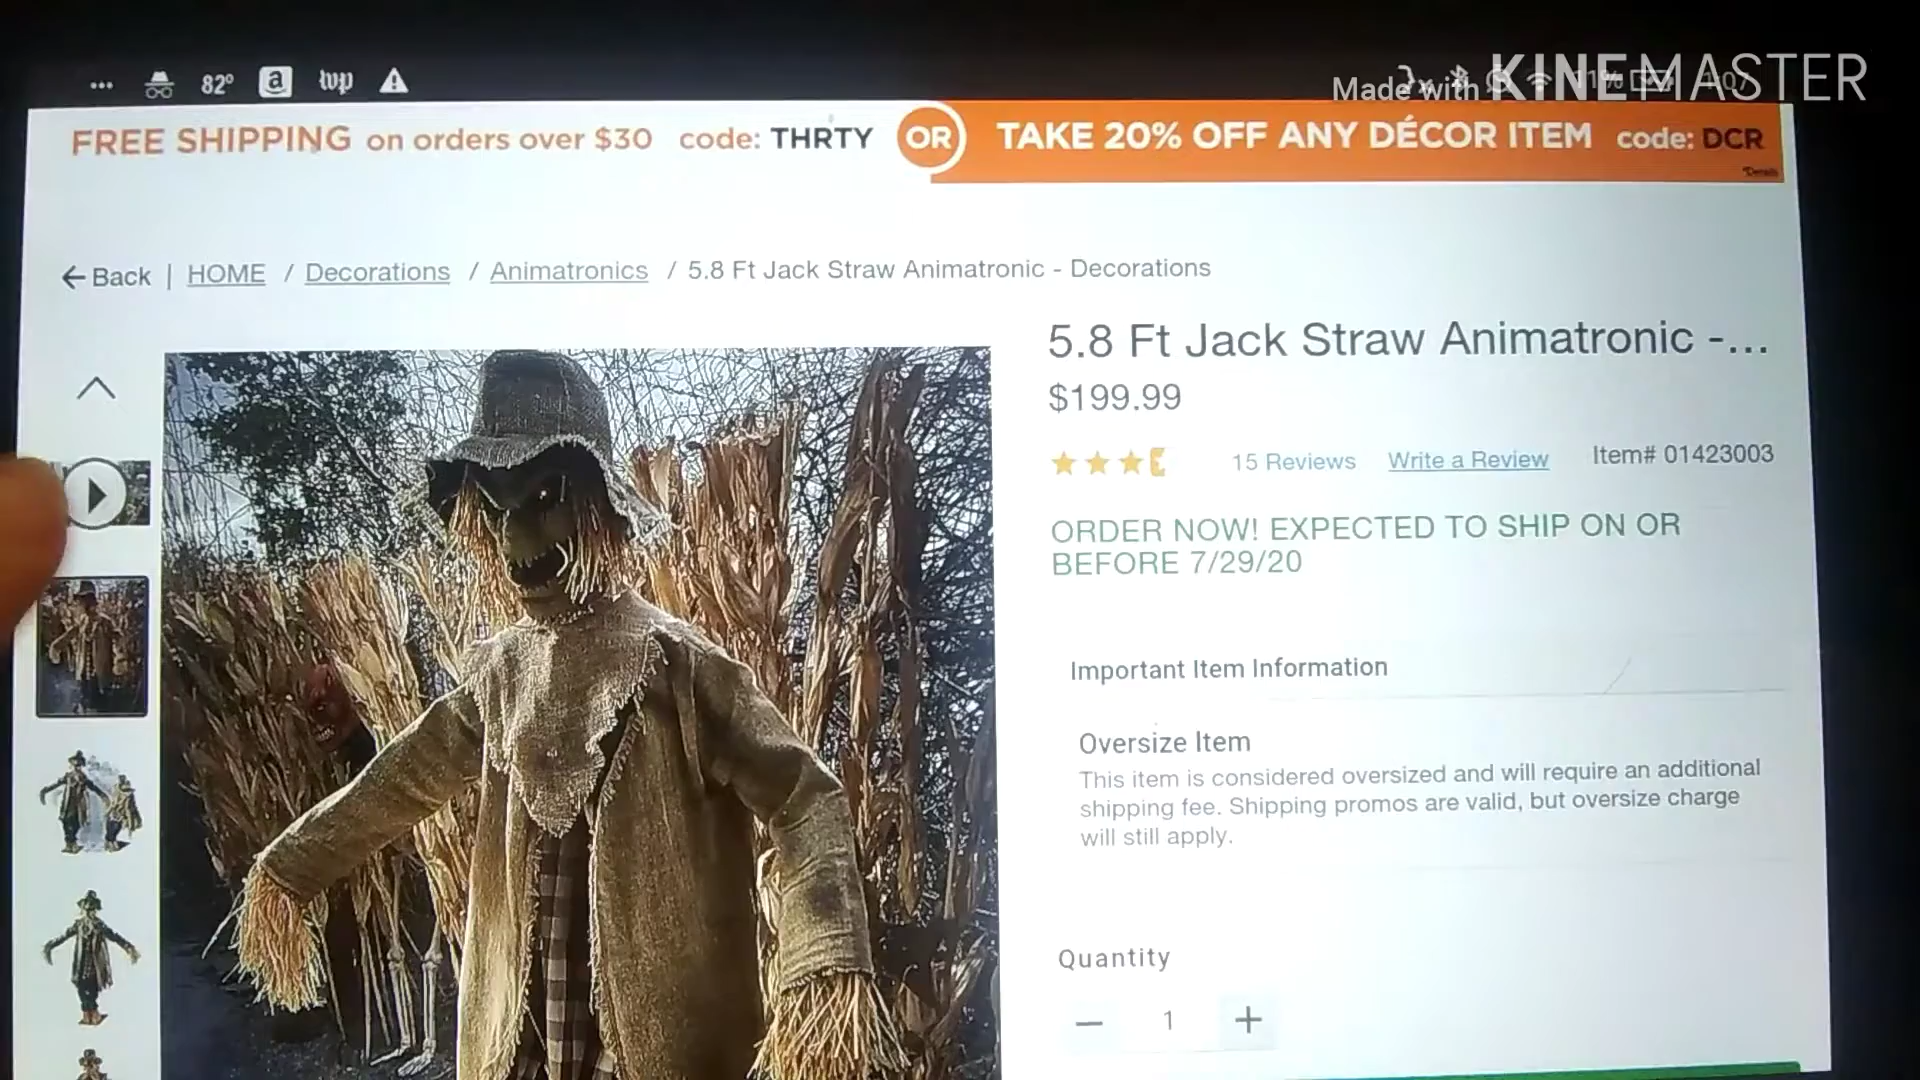 82° a wp
Made with KINEMASTER
FREE SHIPPING on orders over $30 code: THRTY OR TAKE 20% OFF ANY DÉCOR ITEM code: DCR
*Details
Back | HOME / Decorations / Animatronics / 5.8 Ft Jack Straw Animatronic - Decorations
5.8 Ft Jack Straw Animatronic -...
$199.99
15 Reviews Write a Review Item# 01423003
ORDER NOW! EXPECTED TO SHIP ON OR
BEFORE 7/29/20
Important Item Information
Oversize Item
This item is considered oversized and will require an additional
shipping fee. Shipping promos are valid, but oversize charge
will still apply.
Quantity
1